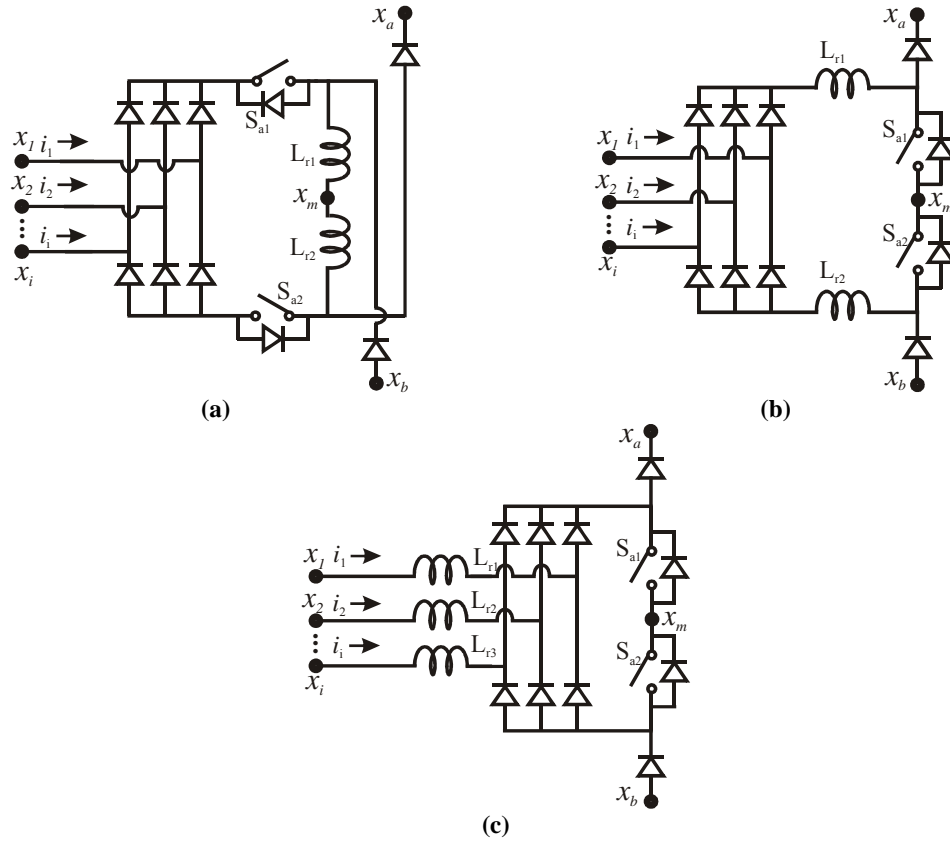 x_a
S_a1
x_1 i_1
L_r1
x_2 i_2
x_m
i_i
L_r2
x_i
S_a2
x_b
(a)
x_a
L_r1
S_a1
x_1 i_1
x_2 i_2
x_m
i_i
S_a2
x_i
L_r2
x_b
(b)
x_a
S_a1
x_1 i_1
L_r1
x_2 i_2
L_r2
x_m
i_i
L_r3
S_a2
x_i
x_b
(c)